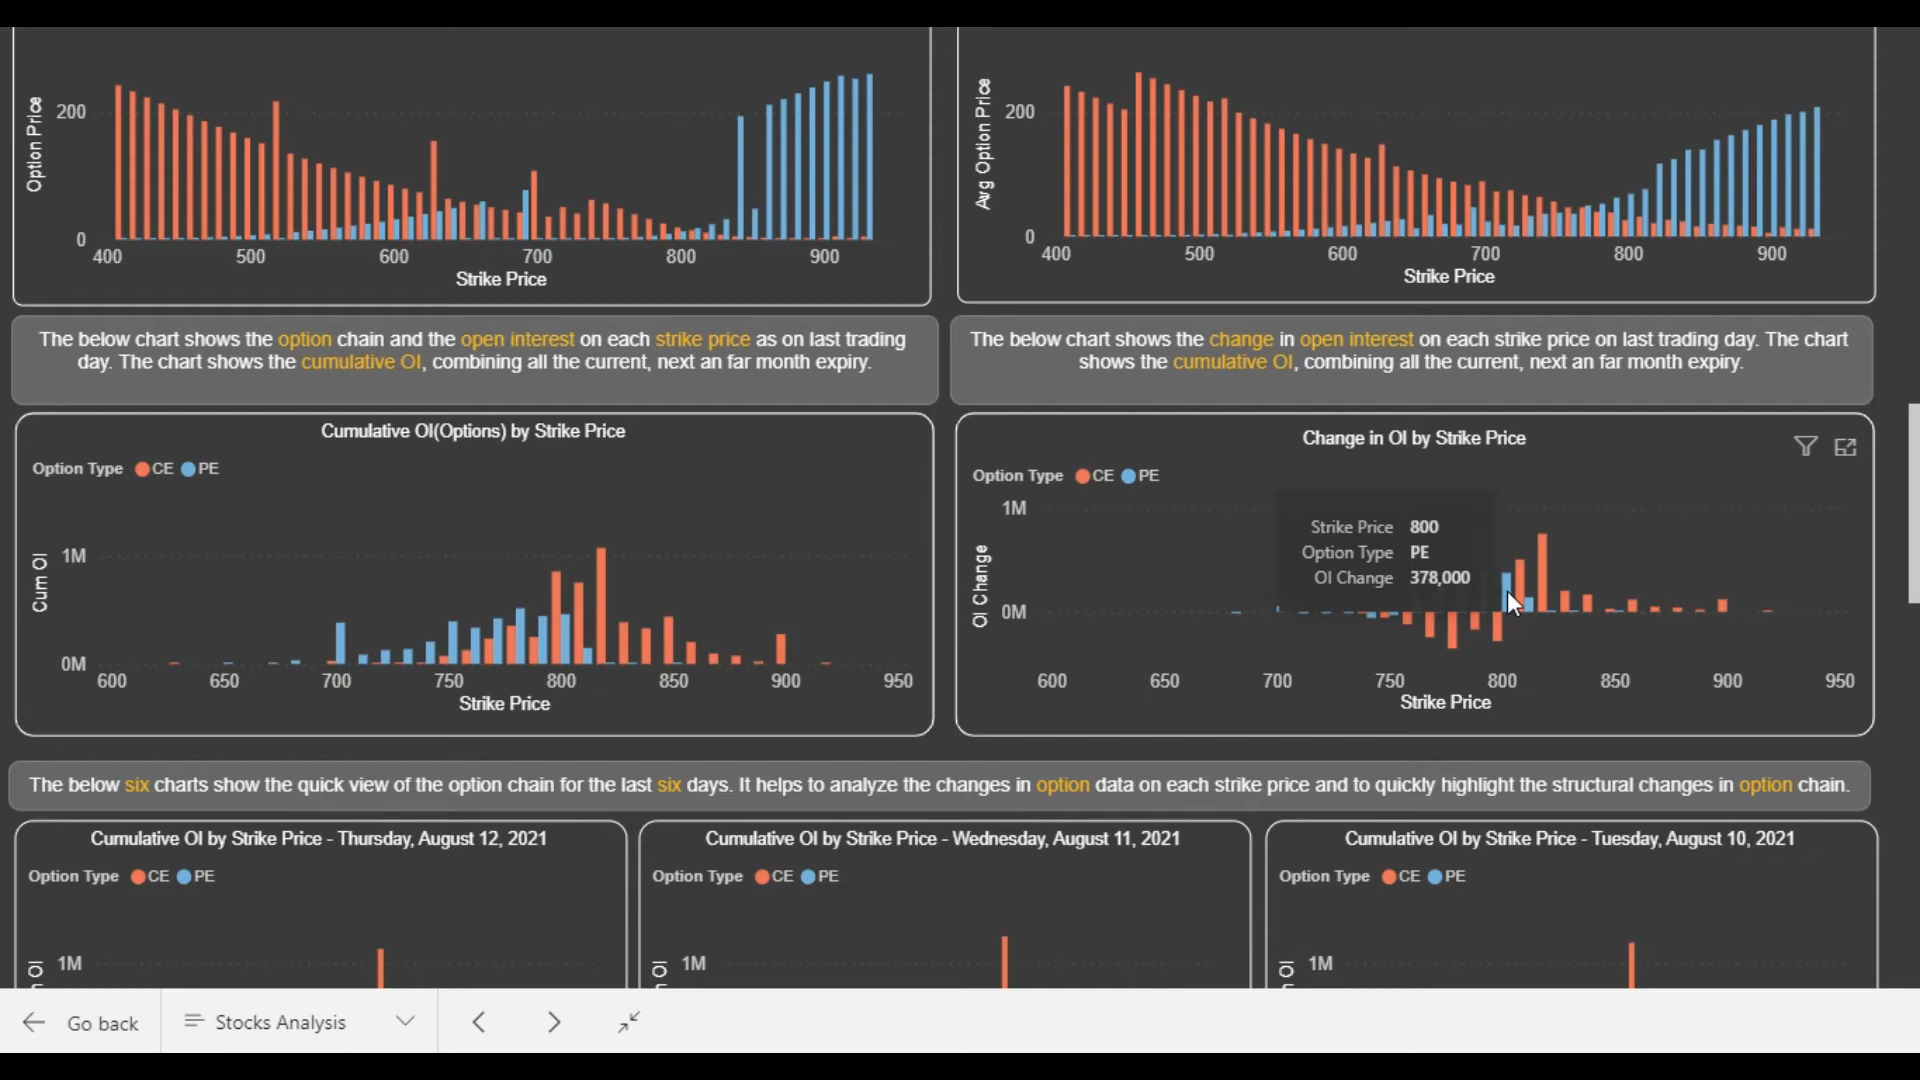 Option Price
200
0
400 500 600 700 800 900
Strike Price
Avg Option Price
200
0
400 500 600 700 800 900
Strike Price
The below chart shows the option chain and the open interest on each strike price as on last trading
day. The chart shows the cumulative OI, combining all the current, next an far month expiry.
The below chart shows the change in open interest on each strike price on last trading day. The chart
shows the cumulative OI, combining all the current, next an far month expiry.
Cumulative OI(Options) by Strike Price
Option Type CE PE
Cum OI
1M
0M
600 650 700 750 800 850 900 950
Strike Price
Change in OI by Strike Price
Option Type CE PE
OI Change
1M
0M
Strike Price 800
Option Type PE
OI Change 378,000
600 650 700 750 800 850 900 950
Strike Price
The below six charts show the quick view of the option chain for the last six days. It helps to analyze the changes in option data on each strike price and to quickly highlight the structural changes in option chain.
Cumulative OI by Strike Price - Thursday, August 12, 2021
Option Type CE PE
1M
OI
Cumulative OI by Strike Price - Wednesday, August 11, 2021
Option Type CE PE
1M
OI
Cumulative OI by Strike Price - Tuesday, August 10, 2021
Option Type CE PE
1M
OI
Go back
Stocks Analysis